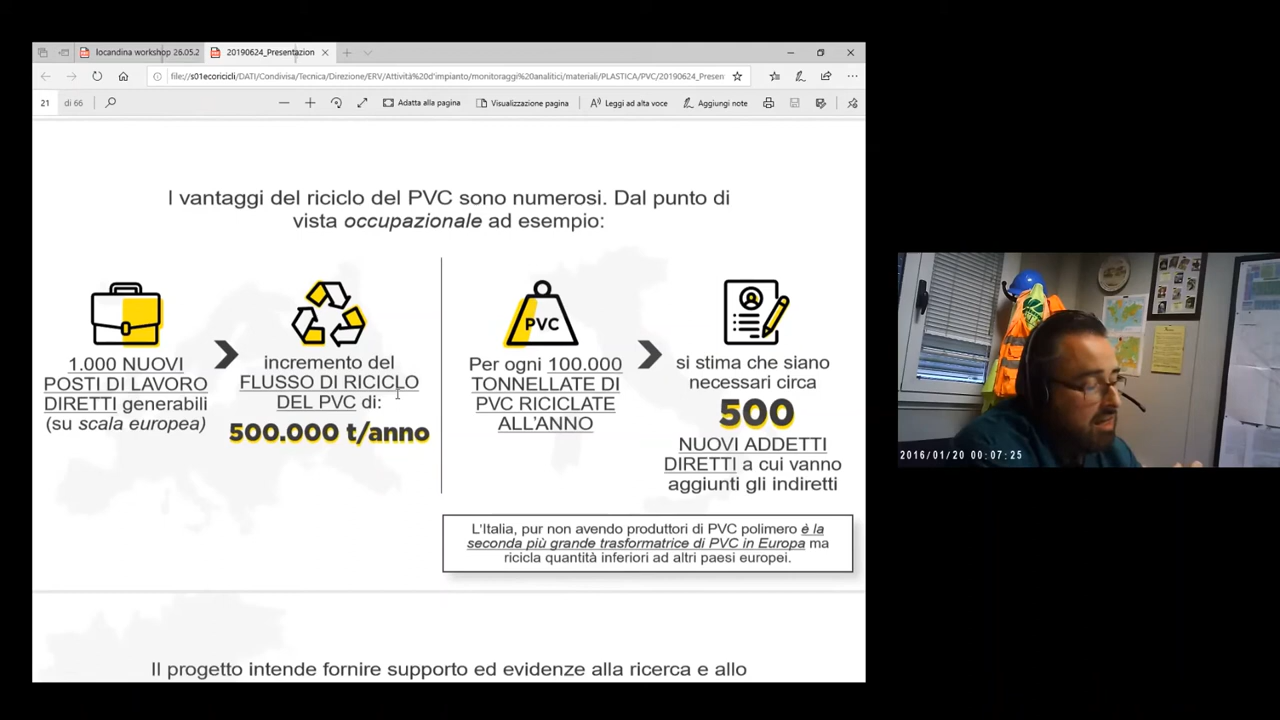 locandina workshop 26.05.2
20190624_Presentazion
file://s01ecoricicli/DATI/Condivisa/Tecnica/Direzione/ERV/Attività%20d'impianto/monitoraggi%20analitici/materiali/PLASTICA/PVC/20190624_Presen
21 di 66
Adatta alla pagina
Visualizzazione pagina
Leggi ad alta voce
Aggiungi note
I vantaggi del riciclo del PVC sono numerosi. Dal punto di
vista occupazionale ad esempio:
1.000 NUOVI
POSTI DI LAVORO
DIRETTI generabili
(su scala europea)
incremento del
FLUSSO DI RICICLO
DEL PVC di:
500.000 t/anno
PVC
Per ogni 100.000
TONNELLATE DI
PVC RICICLATE
ALL'ANNO
si stima che siano
necessari circa
500
NUOVI ADDETTI
DIRETTI a cui vanno
aggiunti gli indiretti
L'Italia, pur non avendo produttori di PVC polimero è la
seconda più grande trasformatrice di PVC in Europa ma
ricicla quantità inferiori ad altri paesi europei.
Il progetto intende fornire supporto ed evidenze alla ricerca e allo
2016/01/20 00:07:25